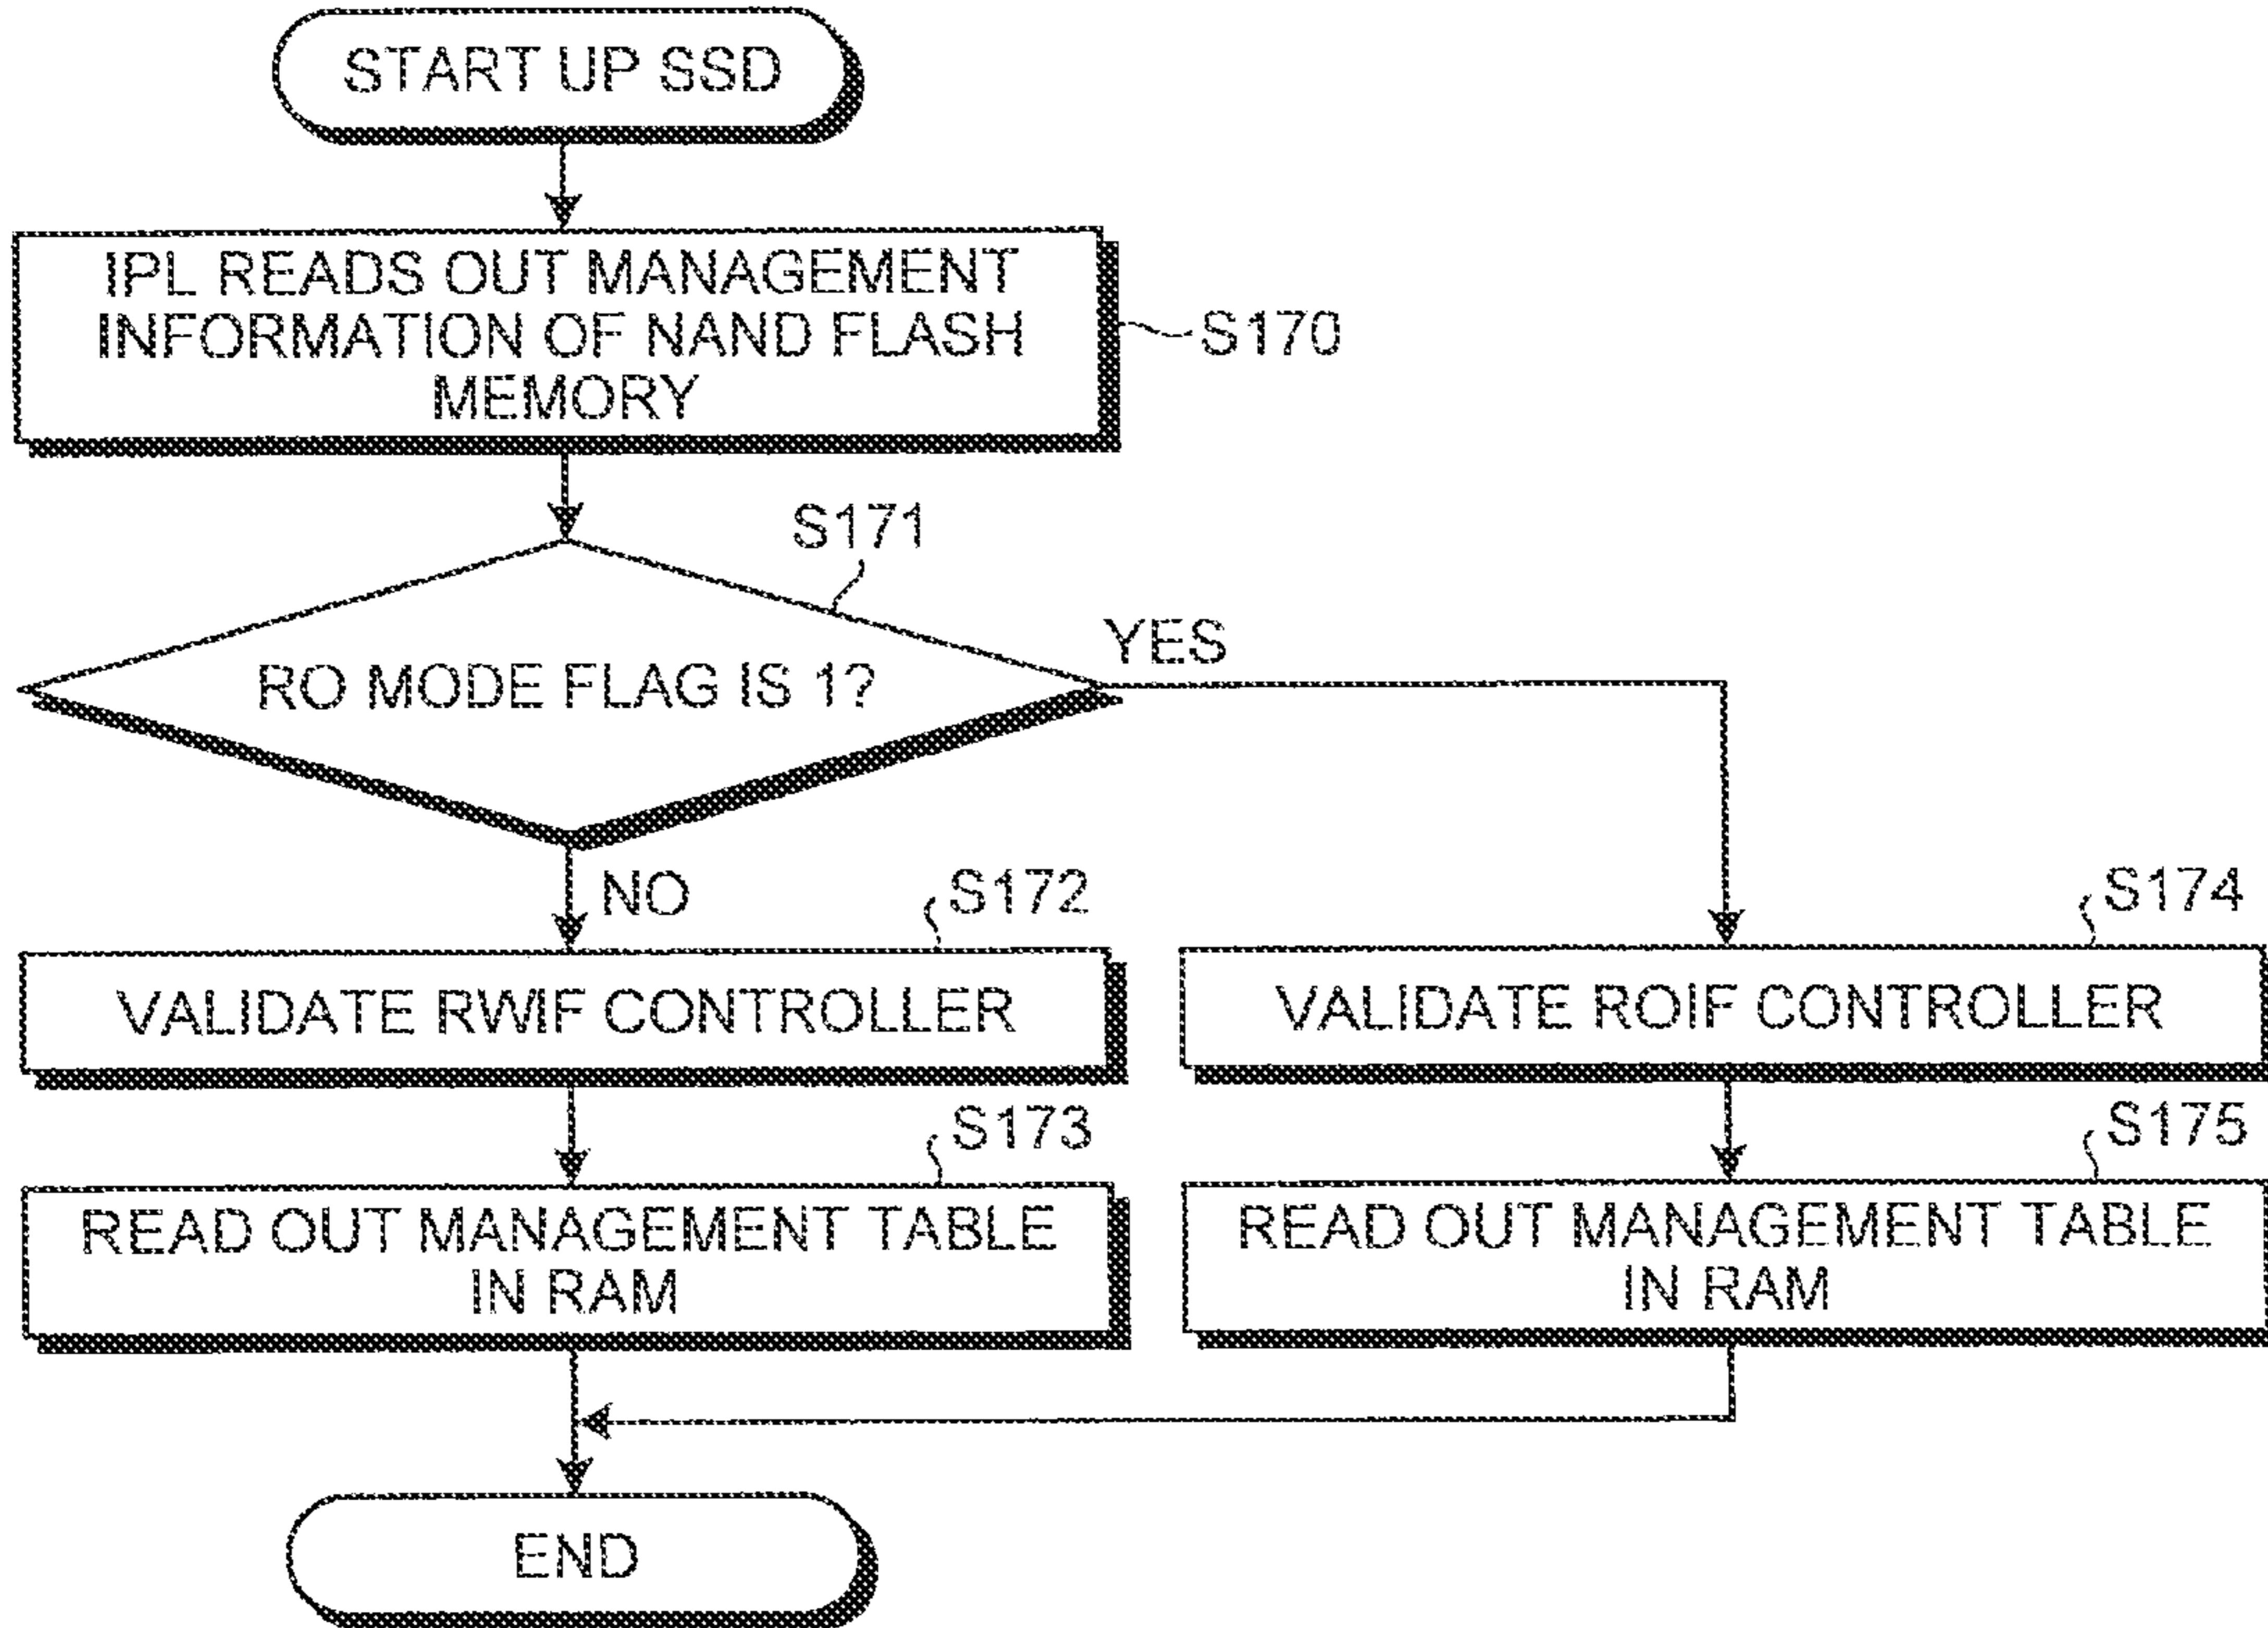 START UP SSD
IPL READS OUT MANAGEMENT
INFORMATION OF NAND FLASH
MEMORY
S170
S171
RO MODE FLAG IS 1?
YES
NO
S172
VALIDATE RWIF CONTROLLER
S174
VALIDATE ROIF CONTROLLER
S173
READ OUT MANAGEMENT TABLE
IN RAM
S175
READ OUT MANAGEMENT TABLE
IN RAM
END